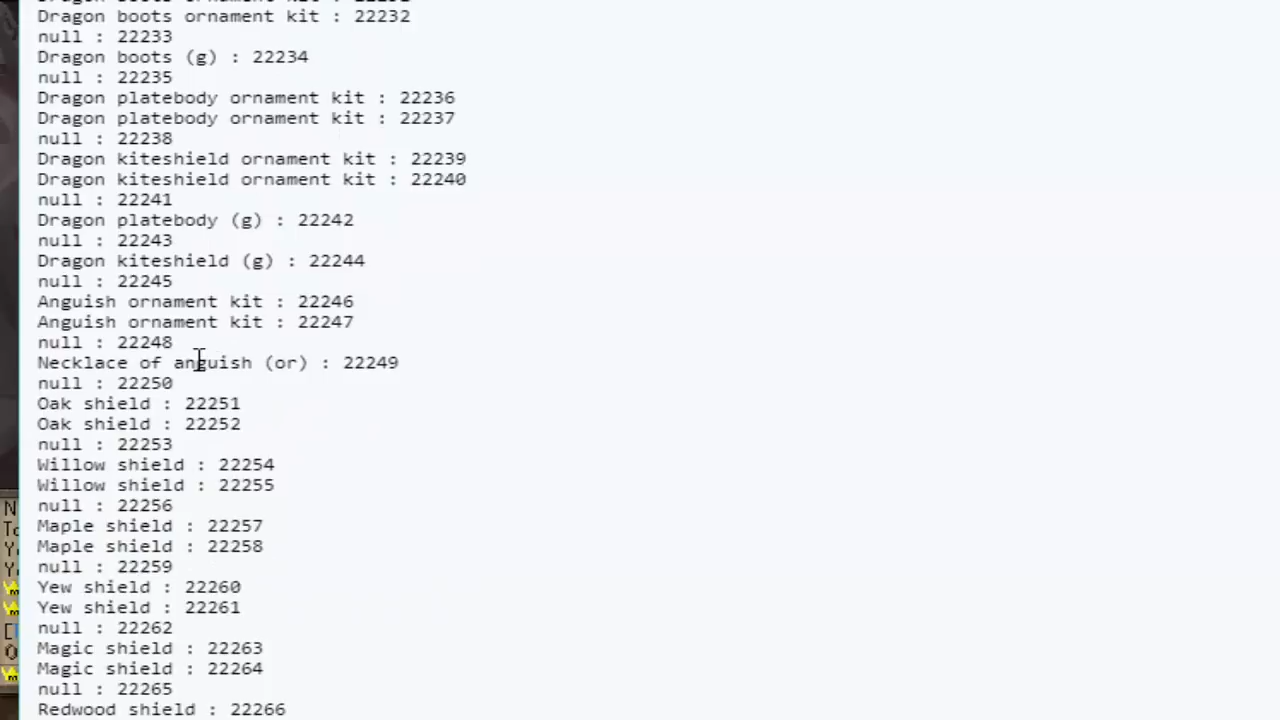 Dragon boots ornament kit : 22232
null : 22233
Dragon boots (g) : 22234
null : 22235
Dragon platebody ornament kit : 22236
Dragon platebody ornament kit : 22237
null : 22238
Dragon kiteshield ornament kit : 22239
Dragon kiteshield ornament kit : 22240
null : 22241
Dragon platebody (g) : 22242
null : 22243
Dragon kiteshield (g) : 22244
null : 22245
Anguish ornament kit : 22246
Anguish ornament kit : 22247
null : 22248
Necklace of anguish (or) : 22249
null : 22250
Oak shield : 22251
Oak shield : 22252
null : 22253
Willow shield : 22254
Willow shield : 22255
null : 22256
Maple shield : 22257
Maple shield : 22258
null : 22259
Yew shield : 22260
Yew shield : 22261
null : 22262
Magic shield : 22263
Magic shield : 22264
null : 22265
Redwood shield : 22266